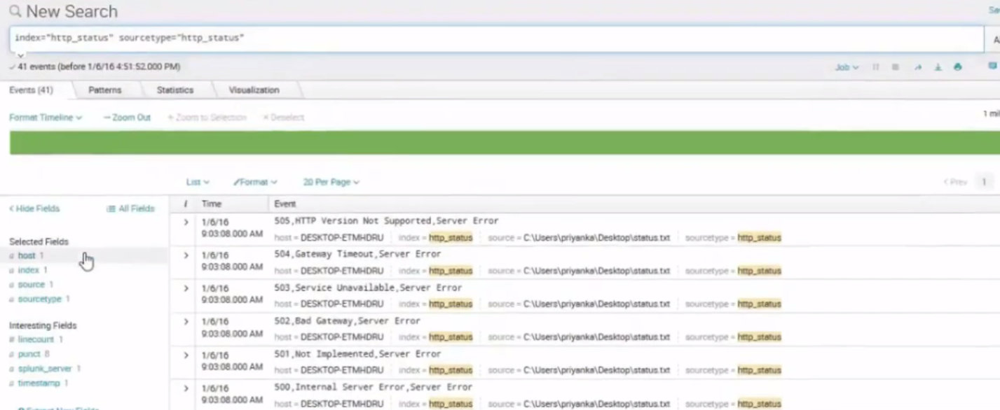 New Search
index="http_status" sourcetype="http_status"
✓ 41 events (before 1/6/16 4:51:52.000 PM)
Job
Events (41) Patterns Statistics Visualization
Format Timeline − Zoom Out + Zoom to Selection × Deselect
List Format 20 Per Page < Prev 1
< Hide Fields All Fields
i Time Event
Selected Fields
a host 1
a index 1
a source 1
a sourcetype 1
Interesting Fields
# linecount 1
a punct 8
a splunk_server 1
a timestamp 1
Extract New Fields
> 1/6/16 505,HTTP Version Not Supported,Server Error
9:03:08.000 AM host = DESKTOP-ETMHDRU index = http_status source = C:\Users\priyanka\Desktop\status.txt sourcetype = http_status
> 1/6/16 504,Gateway Timeout,Server Error
9:03:08.000 AM host = DESKTOP-ETMHDRU index = http_status source = C:\Users\priyanka\Desktop\status.txt sourcetype = http_status
> 1/6/16 503,Service Unavailable,Server Error
9:03:08.000 AM host = DESKTOP-ETMHDRU index = http_status source = C:\Users\priyanka\Desktop\status.txt sourcetype = http_status
> 1/6/16 502,Bad Gateway,Server Error
9:03:08.000 AM host = DESKTOP-ETMHDRU index = http_status source = C:\Users\priyanka\Desktop\status.txt sourcetype = http_status
> 1/6/16 501,Not Implemented,Server Error
9:03:08.000 AM host = DESKTOP-ETMHDRU index = http_status source = C:\Users\priyanka\Desktop\status.txt sourcetype = http_status
> 1/6/16 500,Internal Server Error,Server Error
9:03:08.000 AM host = DESKTOP-ETMHDRU index = http_status source = C:\Users\priyanka\Desktop\status.txt sourcetype = http_status